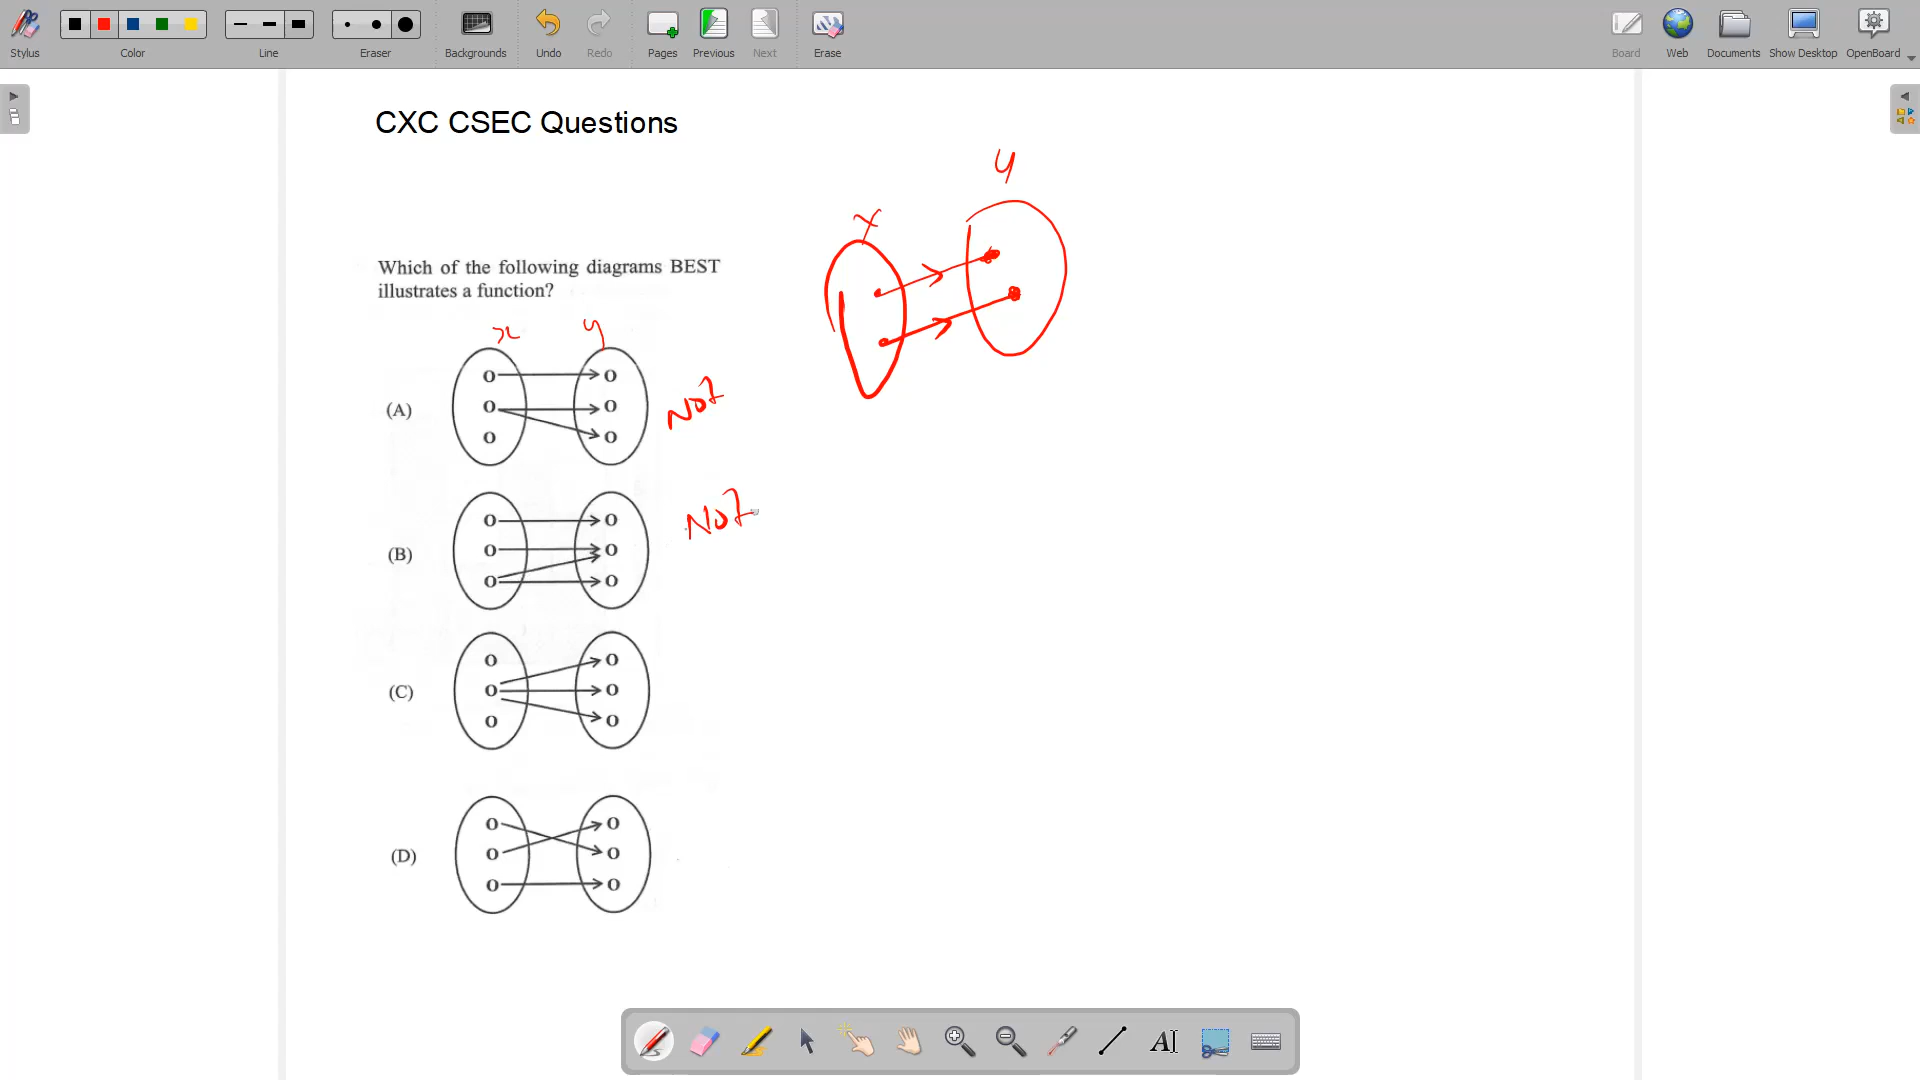 Stylus Color Line Eraser Backgrounds Undo Redo Pages Previous Next Erase Board Web Documents Show Desktop OpenBoard
CXC CSEC Questions
Which of the following diagrams BEST
illustrates a function?
x y
x y
(A) Not
(B) Not
(C)
(D)